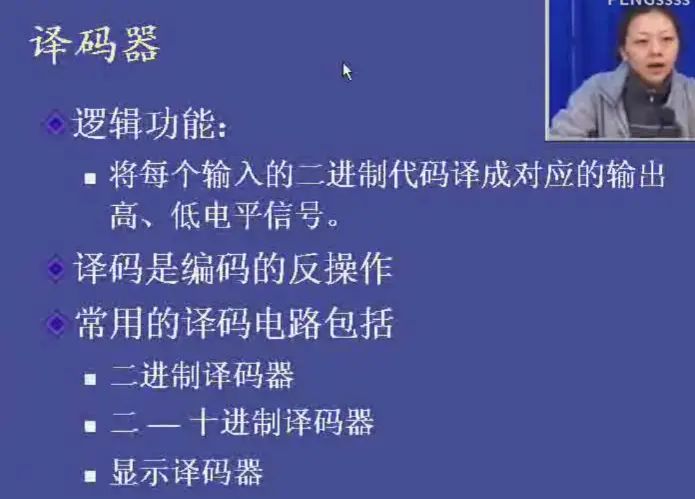 PENGssss
译码器
逻辑功能:
将每个输入的二进制代码译成对应的输出
高、低电平信号。
译码是编码的反操作
常用的译码电路包括
二进制译码器
二 — 十进制译码器
显示译码器